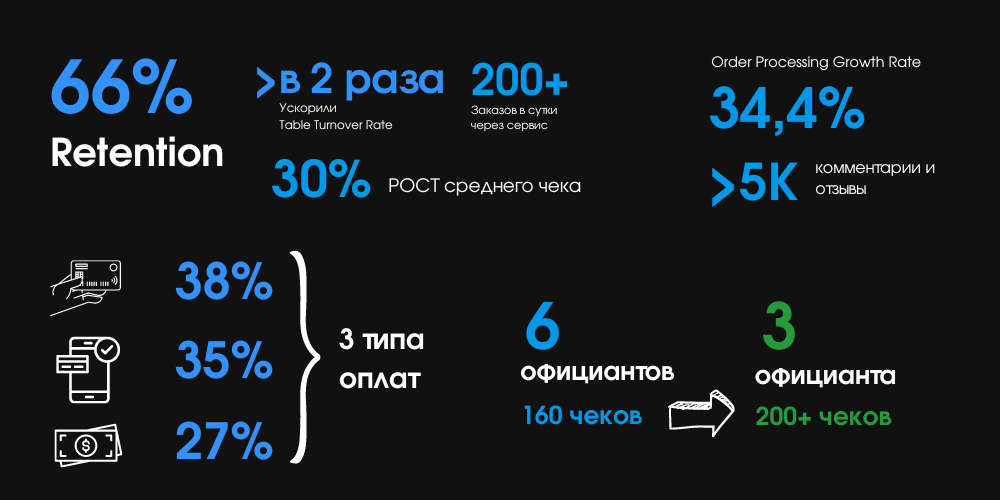 66%
Retention
>в 2 раза
Ускорили
Table Turnover Rate
200+
Заказов в сутки
через сервис
30% РОСТ среднего чека
Order Processing Growth Rate
34,4%
>5K
комментарии и
отзывы
38%
35%
27%
3 типа
оплат
6
официантов
160 чеков
3
официанта
200+ чеков